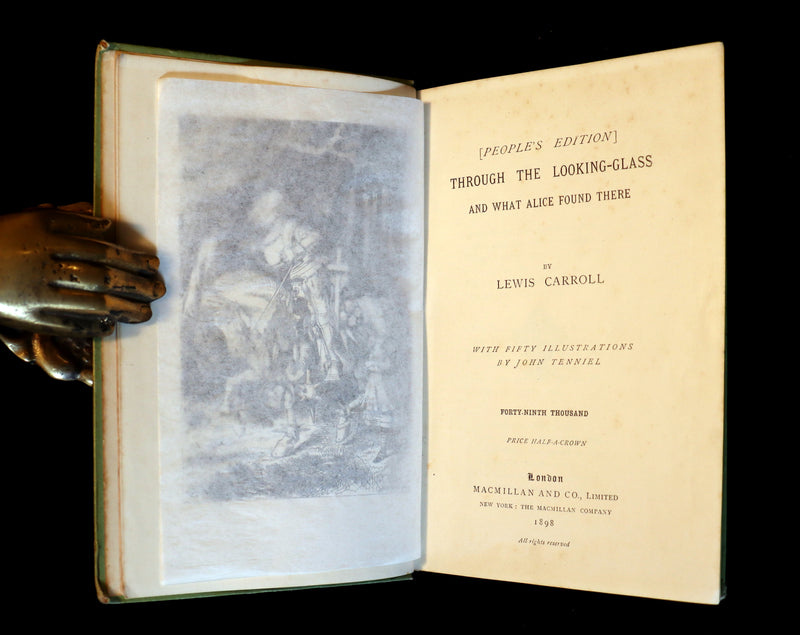 [PEOPLE'S EDITION]
THROUGH THE LOOKING-GLASS
AND WHAT ALICE FOUND THERE
BY
LEWIS CARROLL
WITH FIFTY ILLUSTRATIONS
BY JOHN TENNIEL
FORTY-NINTH THOUSAND
PRICE HALF-A-CROWN
London
MACMILLAN AND CO., LIMITED
NEW YORK: THE MACMILLAN COMPANY
1898
All rights reserved